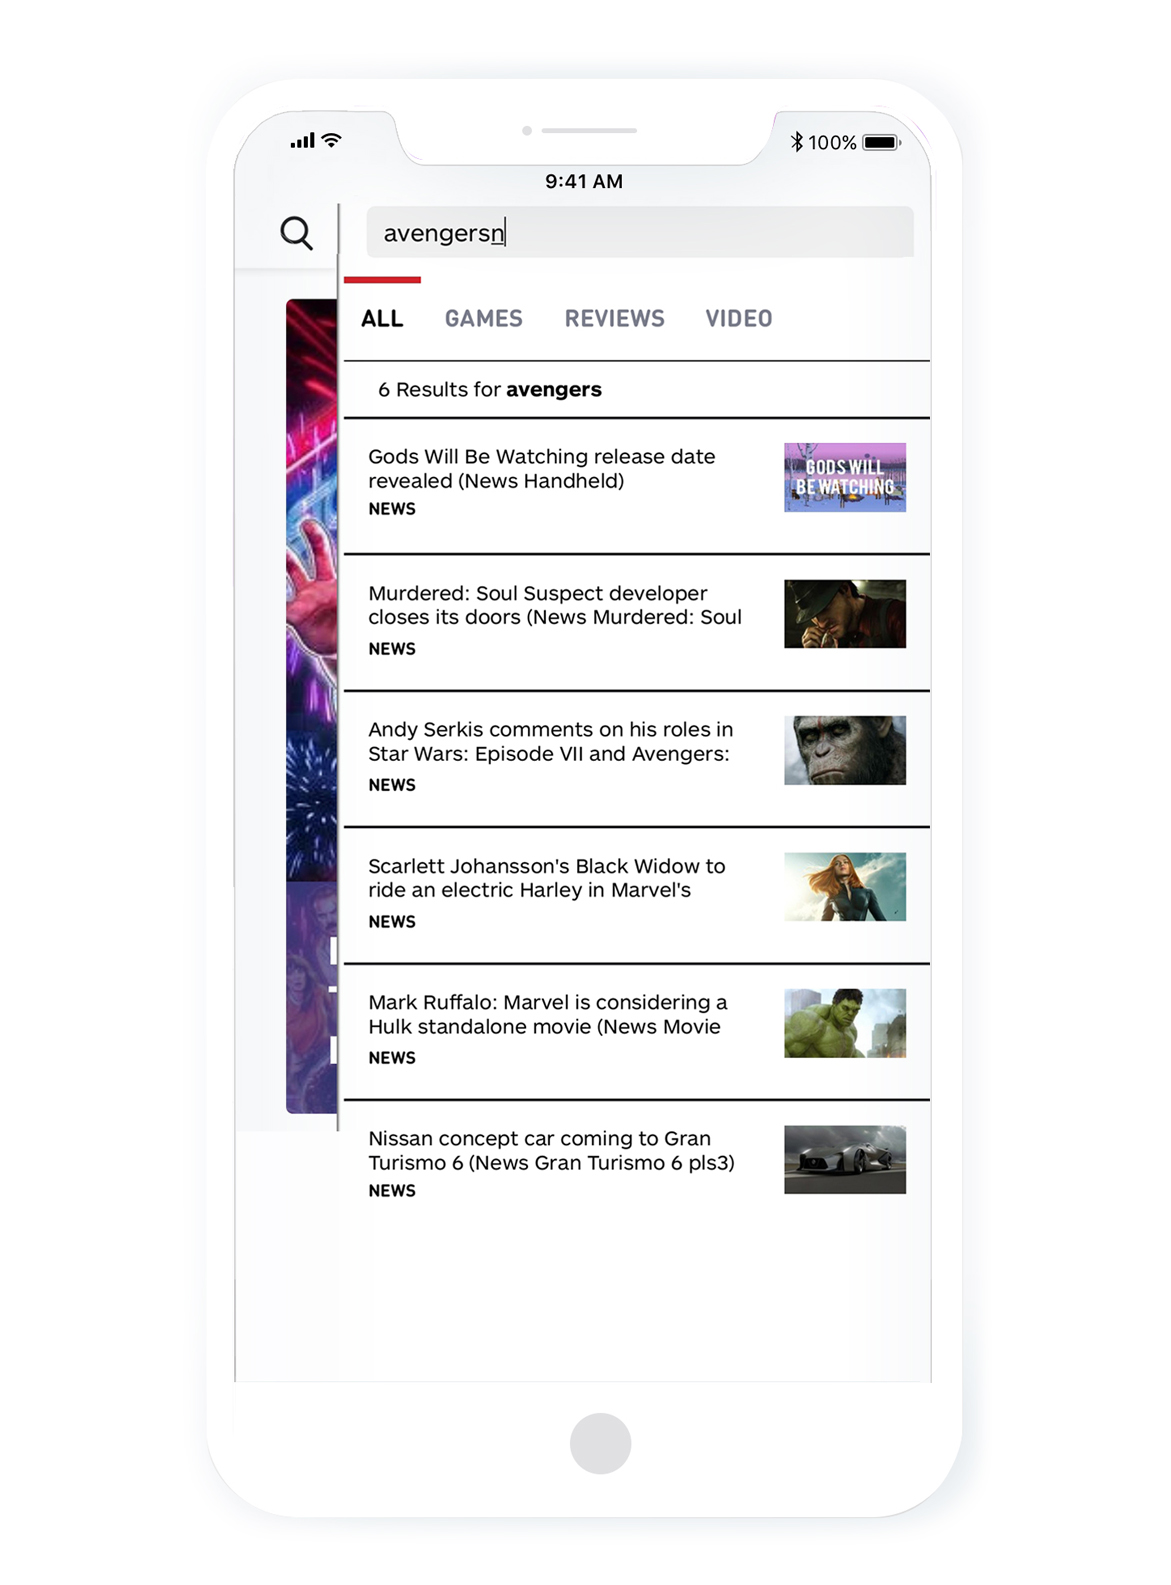 100%
9:41 AM
avengersn
ALL GAMES REVIEWS VIDEO
6 Results for avengers
Gods Will Be Watching release date
revealed (News Handheld)
NEWS
GODS WILL
BE WATCHING
Murdered: Soul Suspect developer
closes its doors (News Murdered: Soul
NEWS
Andy Serkis comments on his roles in
Star Wars: Episode VII and Avengers:
NEWS
Scarlett Johansson's Black Widow to
ride an electric Harley in Marvel's
NEWS
Mark Ruffalo: Marvel is considering a
Hulk standalone movie (News Movie
NEWS
Nissan concept car coming to Gran
Turismo 6 (News Gran Turismo 6 pls3)
NEWS